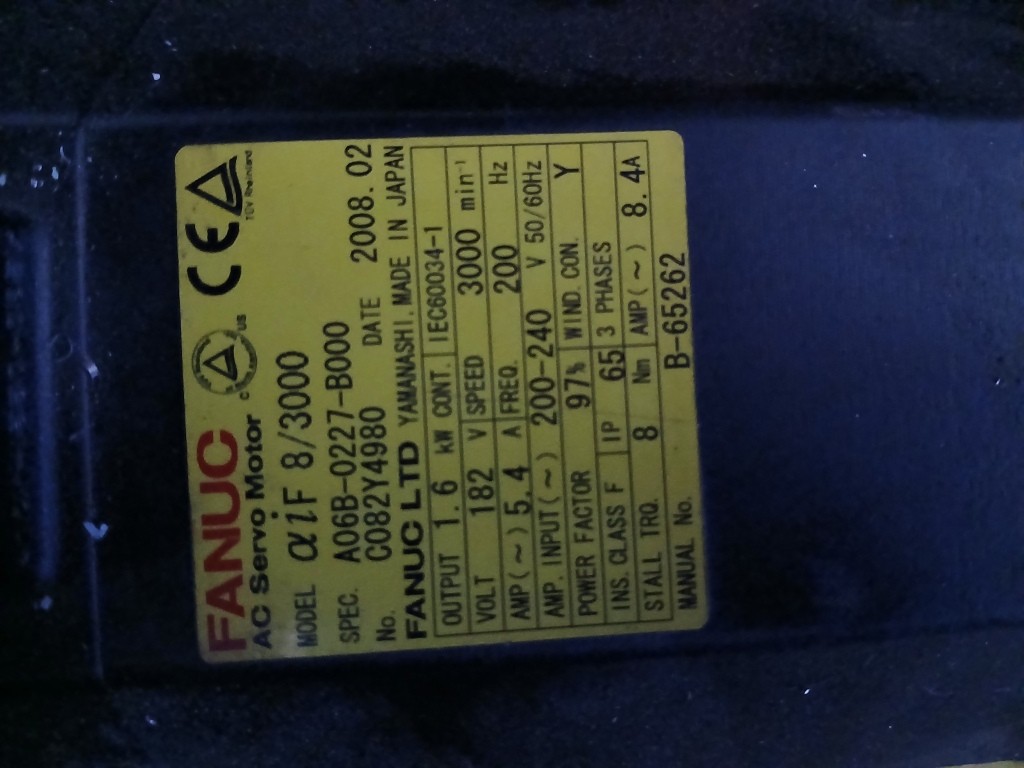 FANUC
AC Servo Motor
C US
CE
TÜV Rheinland
MODEL αiF 8/3000
SPEC. A06B-0227-B000
No. C082Y4980 DATE 2008.02
FANUC LTD YAMANASHI, MADE IN JAPAN
OUTPUT 1.6 kW CONT. IEC60034-1
VOLT 182 V SPEED 3000 min-1
AMP(~) 5.4 A FREQ. 200 Hz
AMP. INPUT(~) 200-240 V 50/60Hz
POWER FACTOR 97% WIND. CON. Y
INS. CLASS F IP 65 3 PHASES
STALL TRQ. 8 Nm AMP(~) 8.4A
MANUAL No. B-65262